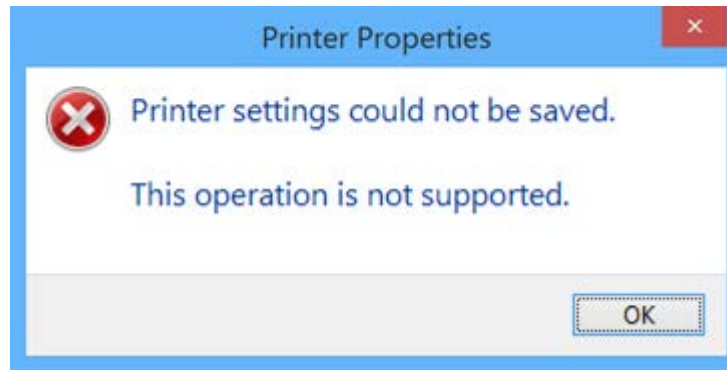 Printer Properties
Printer settings could not be saved.
This operation is not supported.
OK